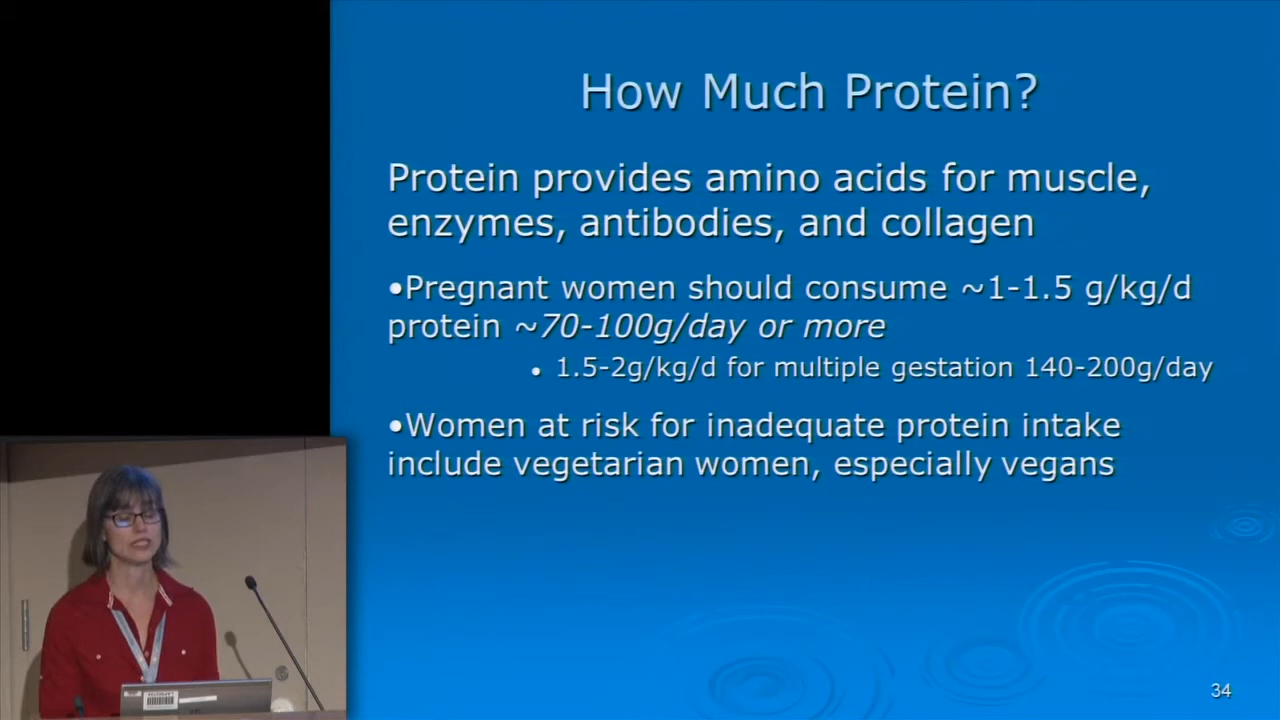 How Much Protein?
Protein provides amino acids for muscle,
enzymes, antibodies, and collagen
•Pregnant women should consume ~1-1.5 g/kg/d
protein ~70-100g/day or more
• 1.5-2g/kg/d for multiple gestation 140-200g/day
•Women at risk for inadequate protein intake
include vegetarian women, especially vegans
34